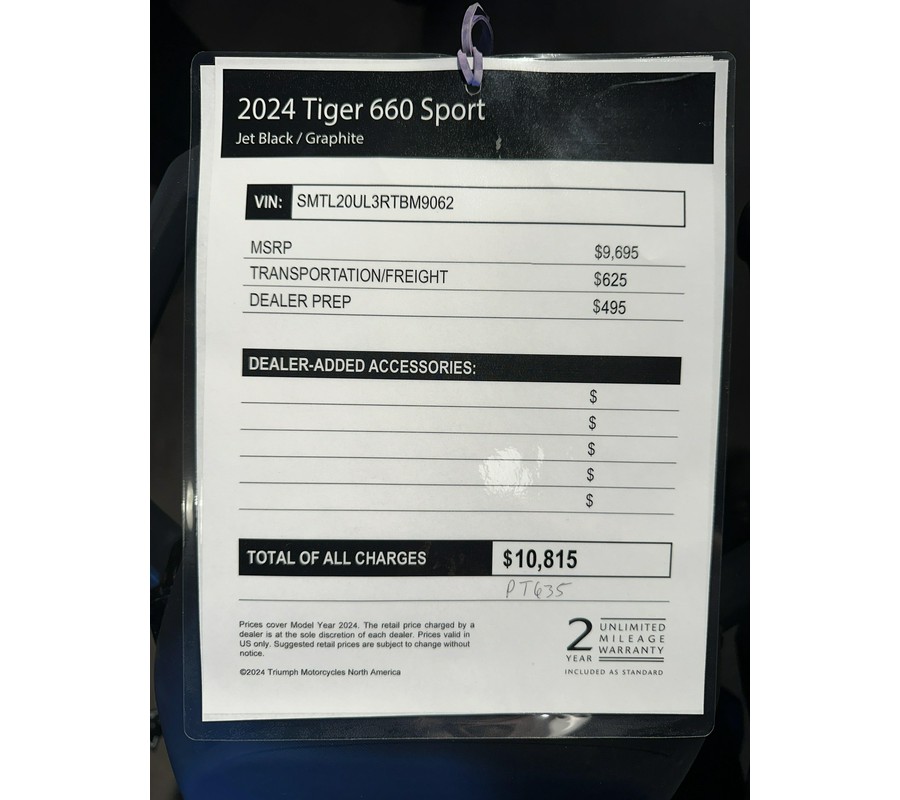 2024 Tiger 660 Sport
Jet Black / Graphite
VIN: SMTL20UL3RTBM9062
MSRP $9,695
TRANSPORTATION/FREIGHT $625
DEALER PREP $495
DEALER-ADDED ACCESSORIES:
$
$
$
$
$
TOTAL OF ALL CHARGES $10,815
PT635
Prices cover Model Year 2024. The retail price charged by a
dealer is at the sole discretion of each dealer. Prices valid in
US only. Suggested retail prices are subject to change without
notice.
©2024 Triumph Motorcycles North America
2 YEAR
UNLIMITED
MILEAGE
WARRANTY
INCLUDED AS STANDARD